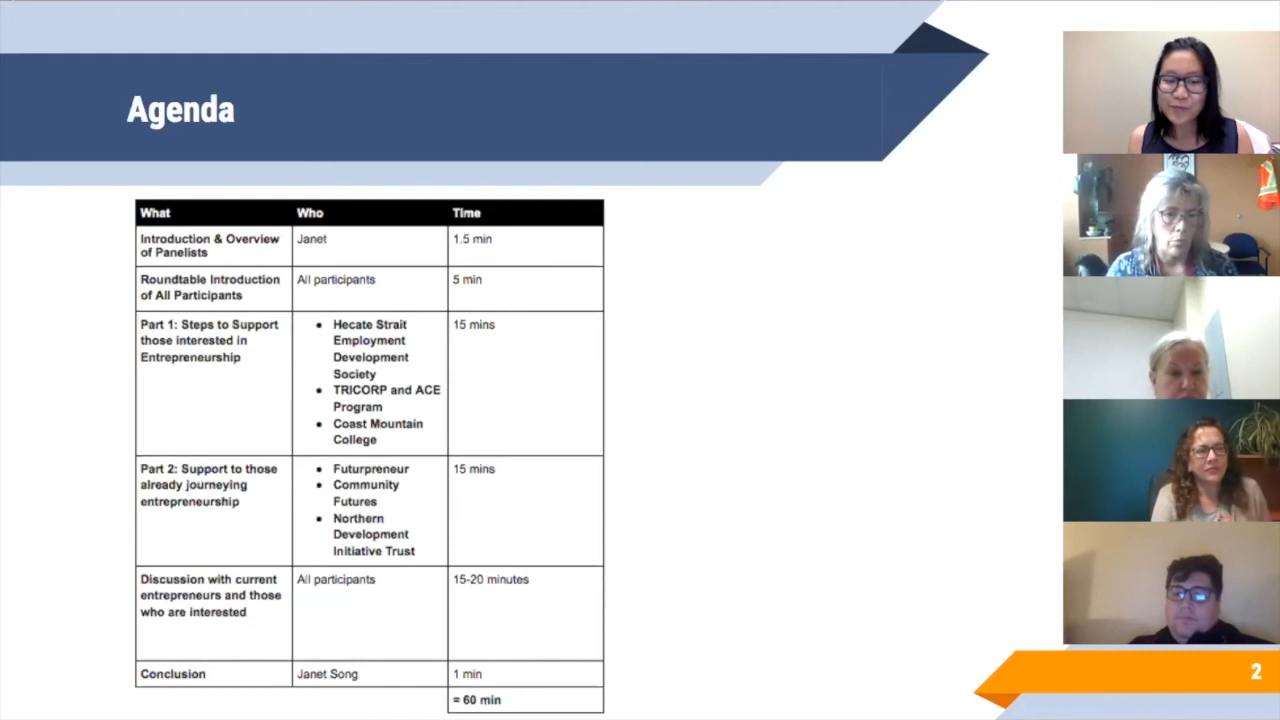 Agenda
What Who Time
Introduction & Overview
of Panelists
Janet
1.5 min
Roundtable Introduction
of All Participants
All participants
5 min
Part 1: Steps to Support
those interested in
Entrepreneurship
• Hecate Strait
Employment
Development
Society
• TRICORP and ACE
Program
• Coast Mountain
College
15 mins
Part 2: Support to those
already journeying
entrepreneurship
• Futurpreneur
• Community
Futures
• Northern
Development
Initiative Trust
15 mins
Discussion with current
entrepreneurs and those
who are interested
All participants
15-20 minutes
Conclusion
Janet Song
1 min
= 60 min
2